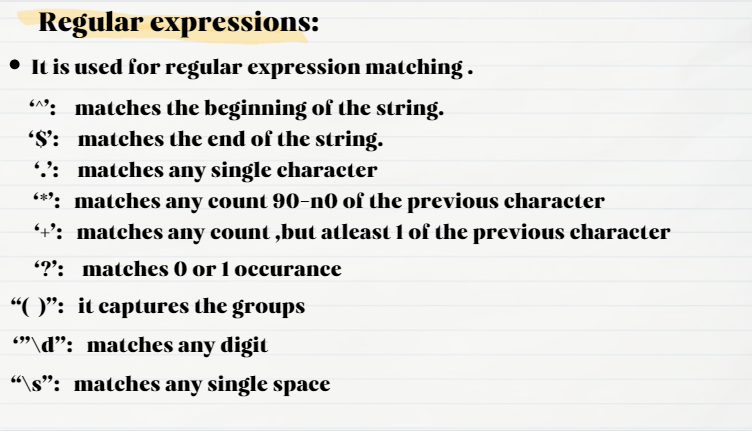 Regular expressions:
• It is used for regular expression matching .
‘^’: matches the beginning of the string.
‘$’: matches the end of the string.
‘.’: matches any single character
‘*’: matches any count 90-n0 of the previous character
‘+’: matches any count ,but atleast 1 of the previous character
‘?’: matches 0 or 1 occurance
“( )”: it captures the groups
‘”\d”: matches any digit
“\s”: matches any single space